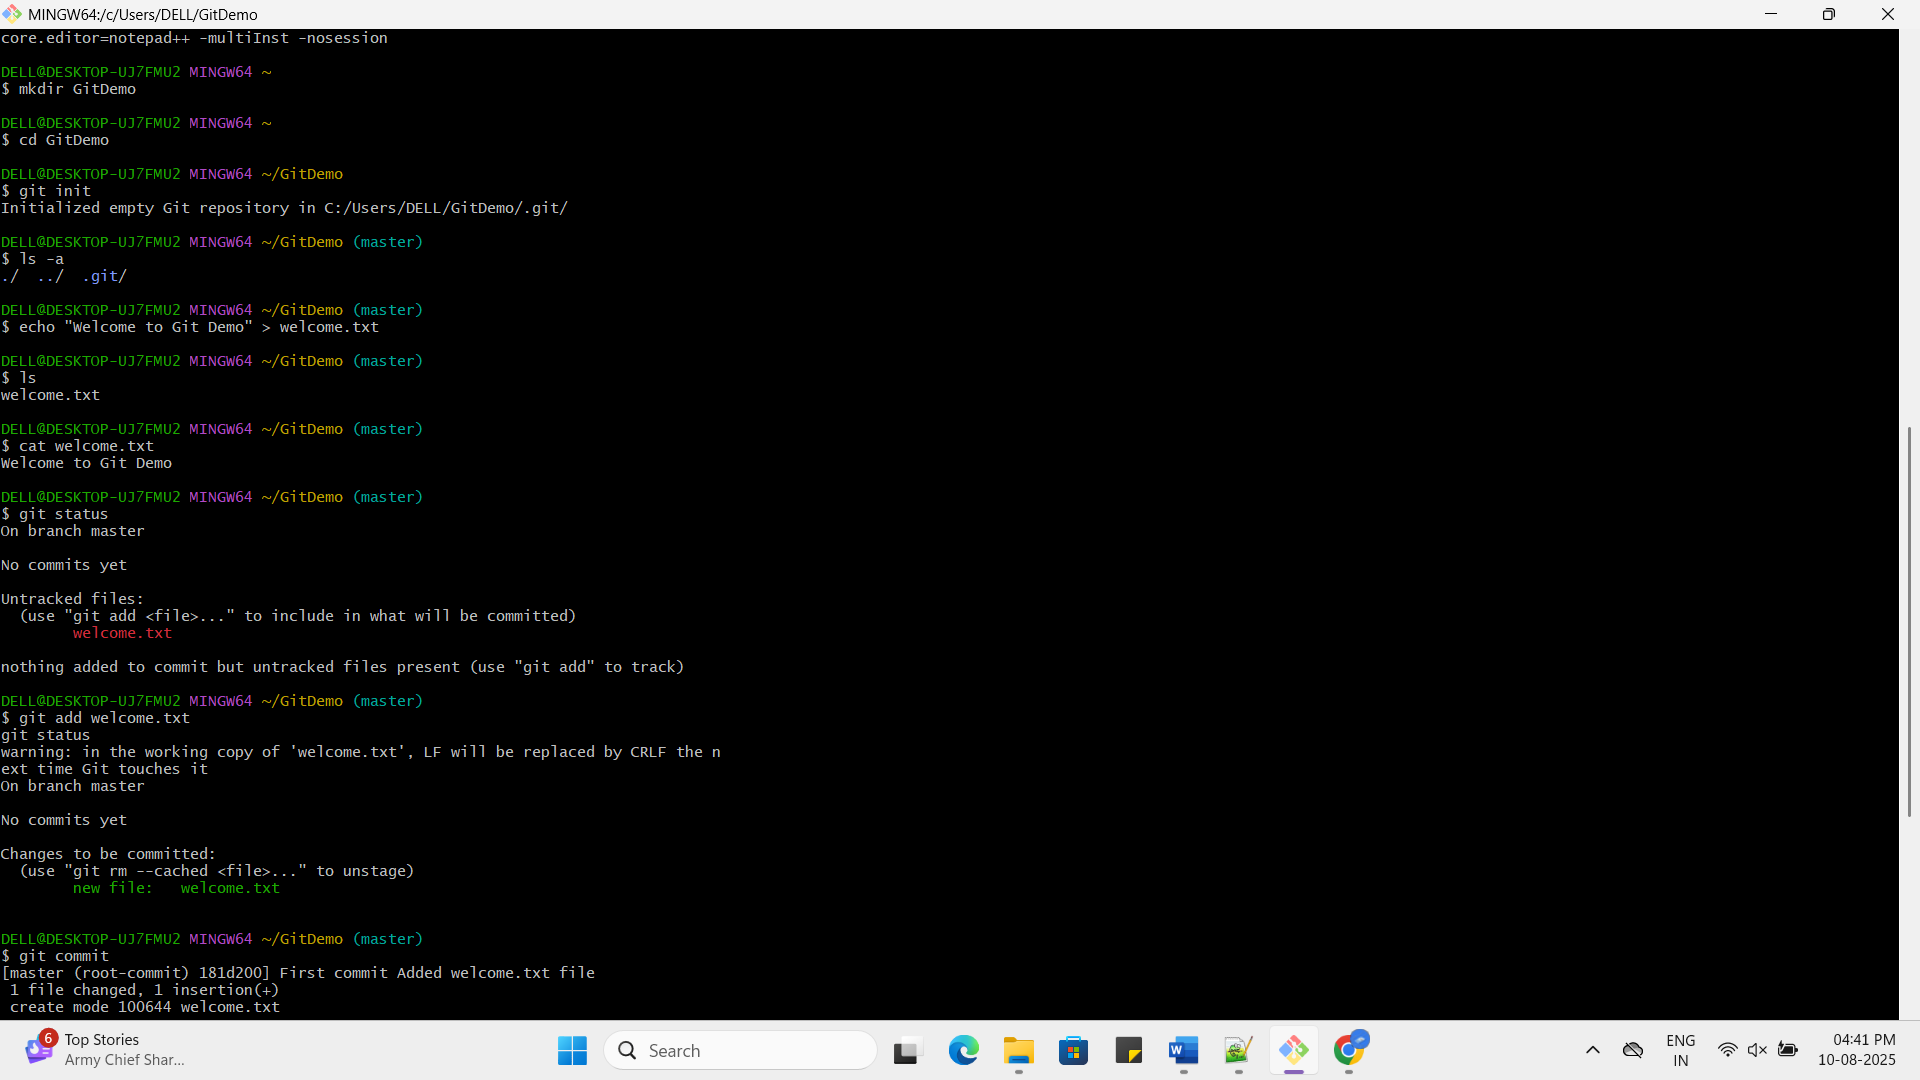 MINGW64:/c/Users/DELL/GitDemo
core.editor=notepad++ -multiInst -nosession
DELL@DESKTOP-UJ7FMU2 MINGW64 ~
$ mkdir GitDemo
DELL@DESKTOP-UJ7FMU2 MINGW64 ~
$ cd GitDemo
DELL@DESKTOP-UJ7FMU2 MINGW64 ~/GitDemo
$ git init
Initialized empty Git repository in C:/Users/DELL/GitDemo/.git/
DELL@DESKTOP-UJ7FMU2 MINGW64 ~/GitDemo (master)
$ ls -a
./  ../  .git/
DELL@DESKTOP-UJ7FMU2 MINGW64 ~/GitDemo (master)
$ echo "Welcome to Git Demo" > welcome.txt
DELL@DESKTOP-UJ7FMU2 MINGW64 ~/GitDemo (master)
$ ls
welcome.txt
DELL@DESKTOP-UJ7FMU2 MINGW64 ~/GitDemo (master)
$ cat welcome.txt
Welcome to Git Demo
DELL@DESKTOP-UJ7FMU2 MINGW64 ~/GitDemo (master)
$ git status
On branch master
No commits yet
Untracked files:
(use "git add <file>..." to include in what will be committed)
welcome.txt
nothing added to commit but untracked files present (use "git add" to track)
DELL@DESKTOP-UJ7FMU2 MINGW64 ~/GitDemo (master)
$ git add welcome.txt
git status
warning: in the working copy of 'welcome.txt', LF will be replaced by CRLF the n
ext time Git touches it
On branch master
No commits yet
Changes to be committed:
(use "git rm --cached <file>..." to unstage)
new file:   welcome.txt
DELL@DESKTOP-UJ7FMU2 MINGW64 ~/GitDemo (master)
$ git commit
[master (root-commit) 181d200] First commit Added welcome.txt file
1 file changed, 1 insertion(+)
create mode 100644 welcome.txt
6
Top Stories
Army Chief Shar...
Search
W
ENG
IN
04:41 PM
10-08-2025